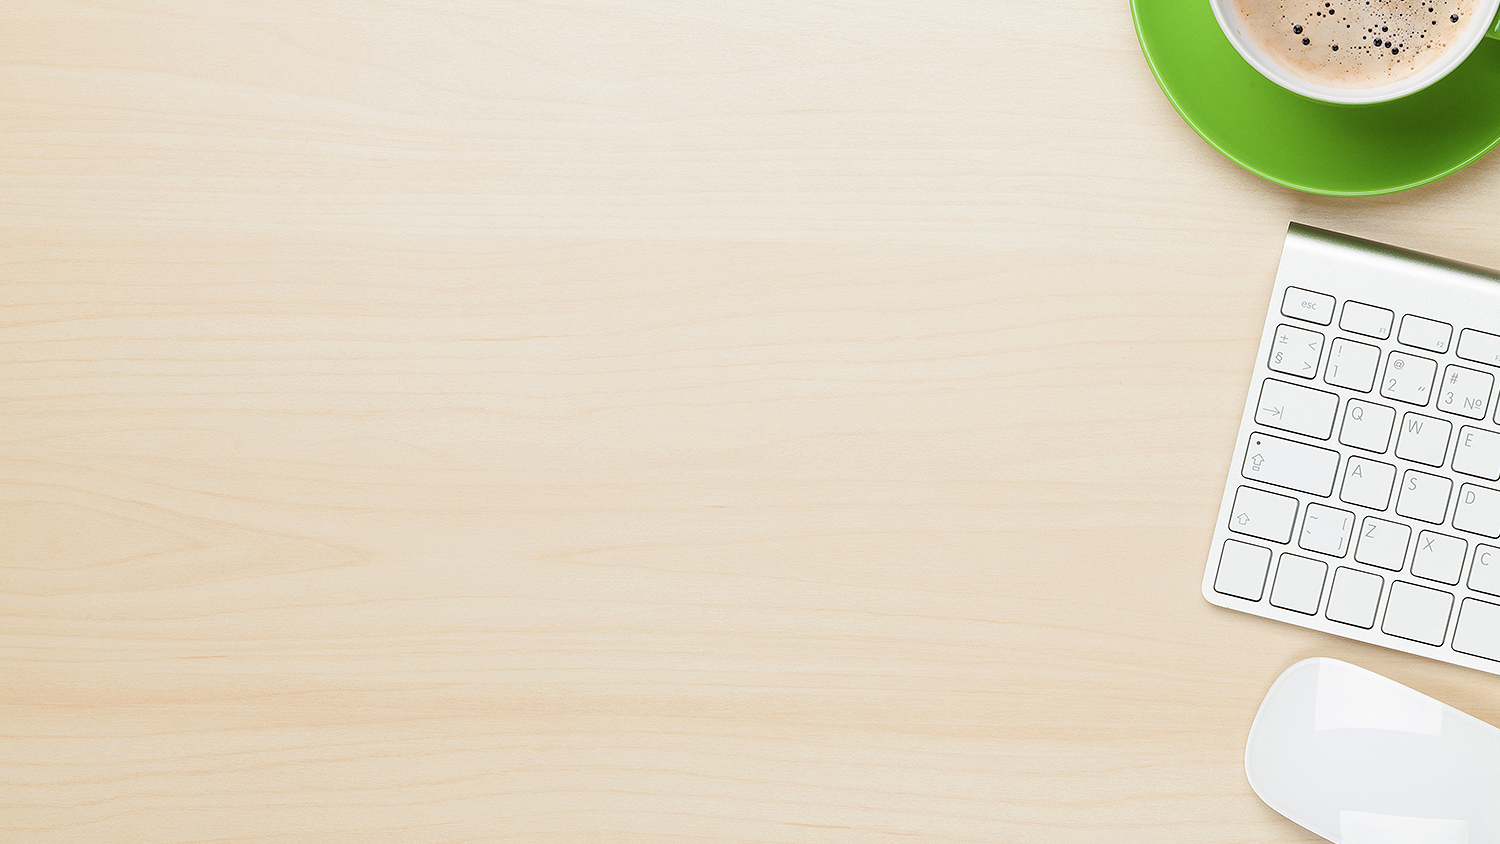 esc F1 F2
± § < > ! 1 @ 2 " # 3 №
Q W E
A S D
~ ` [ ] Z X C